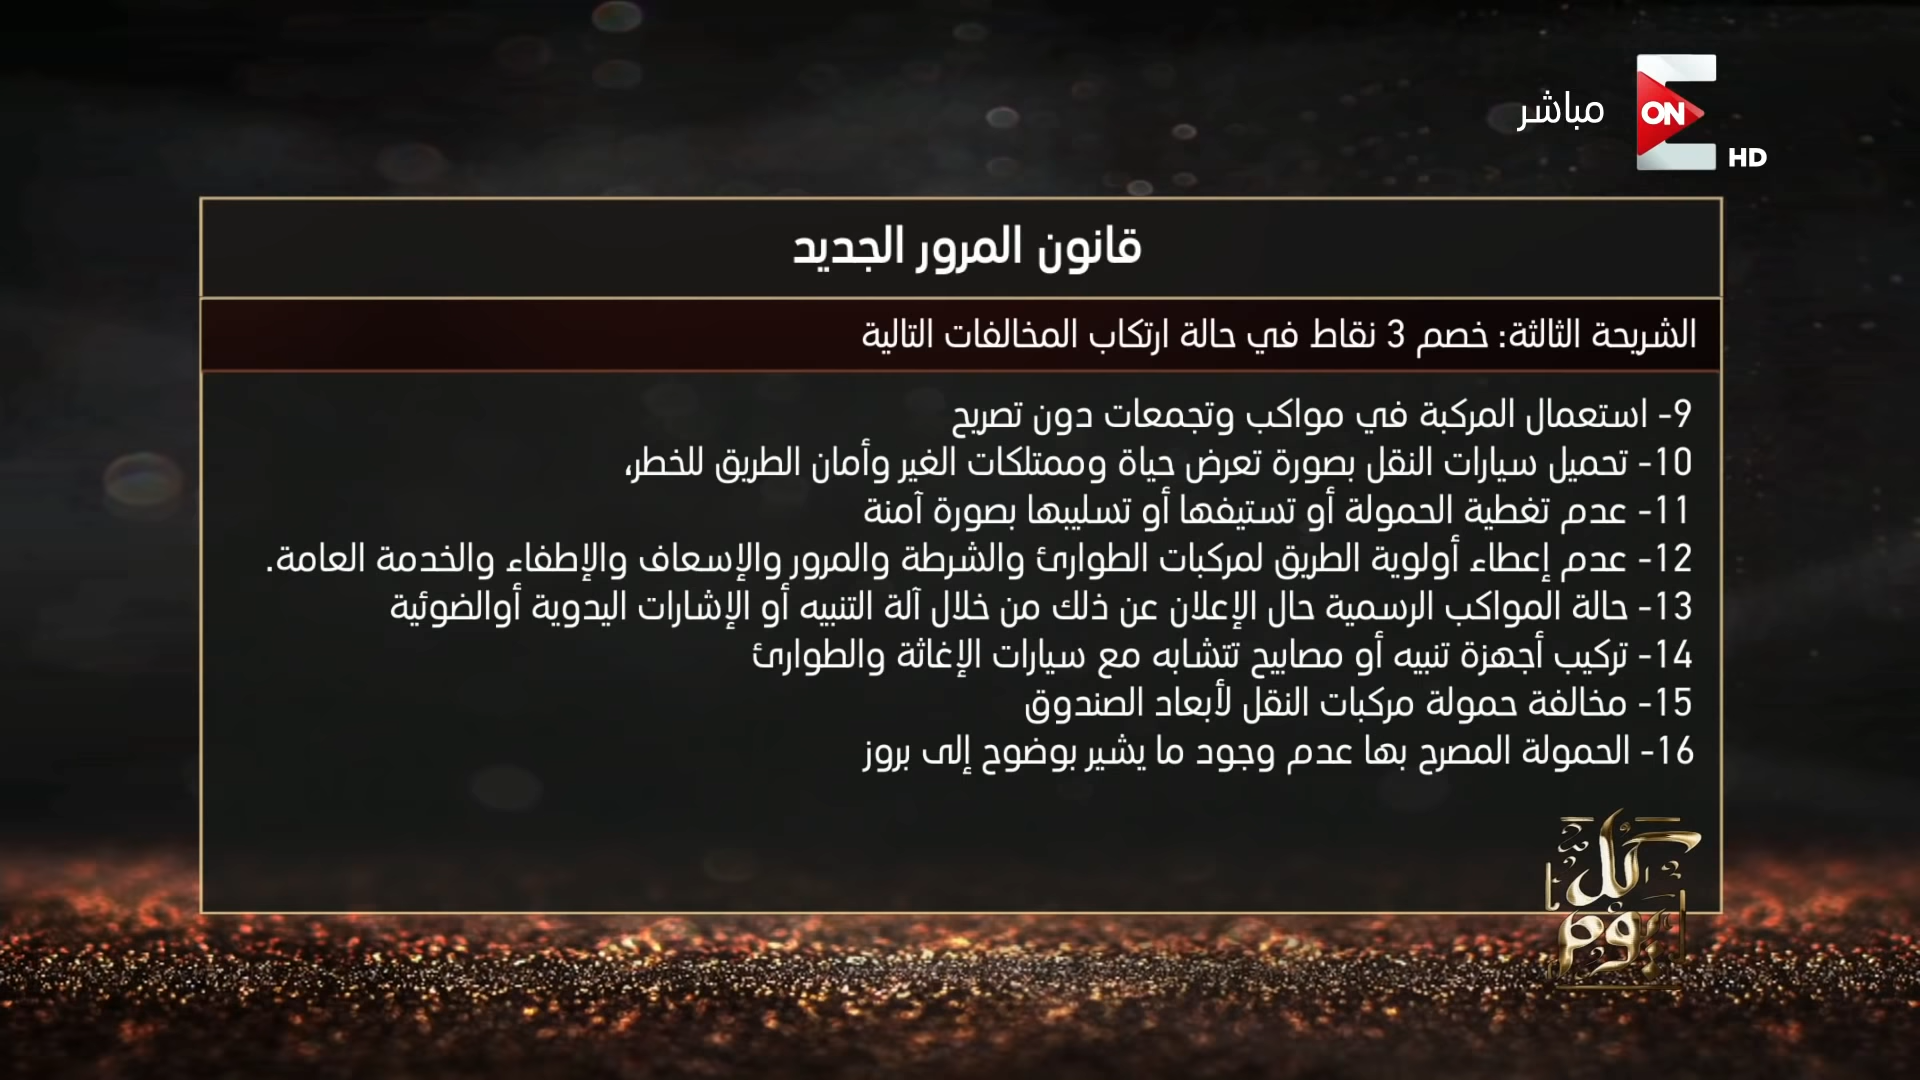 مباشر
ON
HD
قانون المرور الجديد
الشريحة الثالثة: خصم 3 نقاط في حالة ارتكاب المخالفات التالية
9- استعمال المركبة في مواكب وتجمعات دون تصريح
10- تحميل سيارات النقل بصورة تعرض حياة وممتلكات الغير وأمان الطريق للخطر،
11- عدم تغطية الحمولة أو تستيفها أو تسليبها بصورة آمنة
12- عدم إعطاء أولوية الطريق لمركبات الطوارئ والشرطة والمرور والإسعاف والإطفاء والخدمة العامة.
13- حالة المواكب الرسمية حال الإعلان عن ذلك من خلال آلة التنبيه أو الإشارات اليدوية أوالضوئية
14- تركيب أجهزة تنبيه أو مصابيح تتشابه مع سيارات الإغاثة والطوارئ
15- مخالفة حمولة مركبات النقل لأبعاد الصندوق
16- الحمولة المصرح بها عدم وجود ما يشير بوضوح إلى بروز
كل
يوم